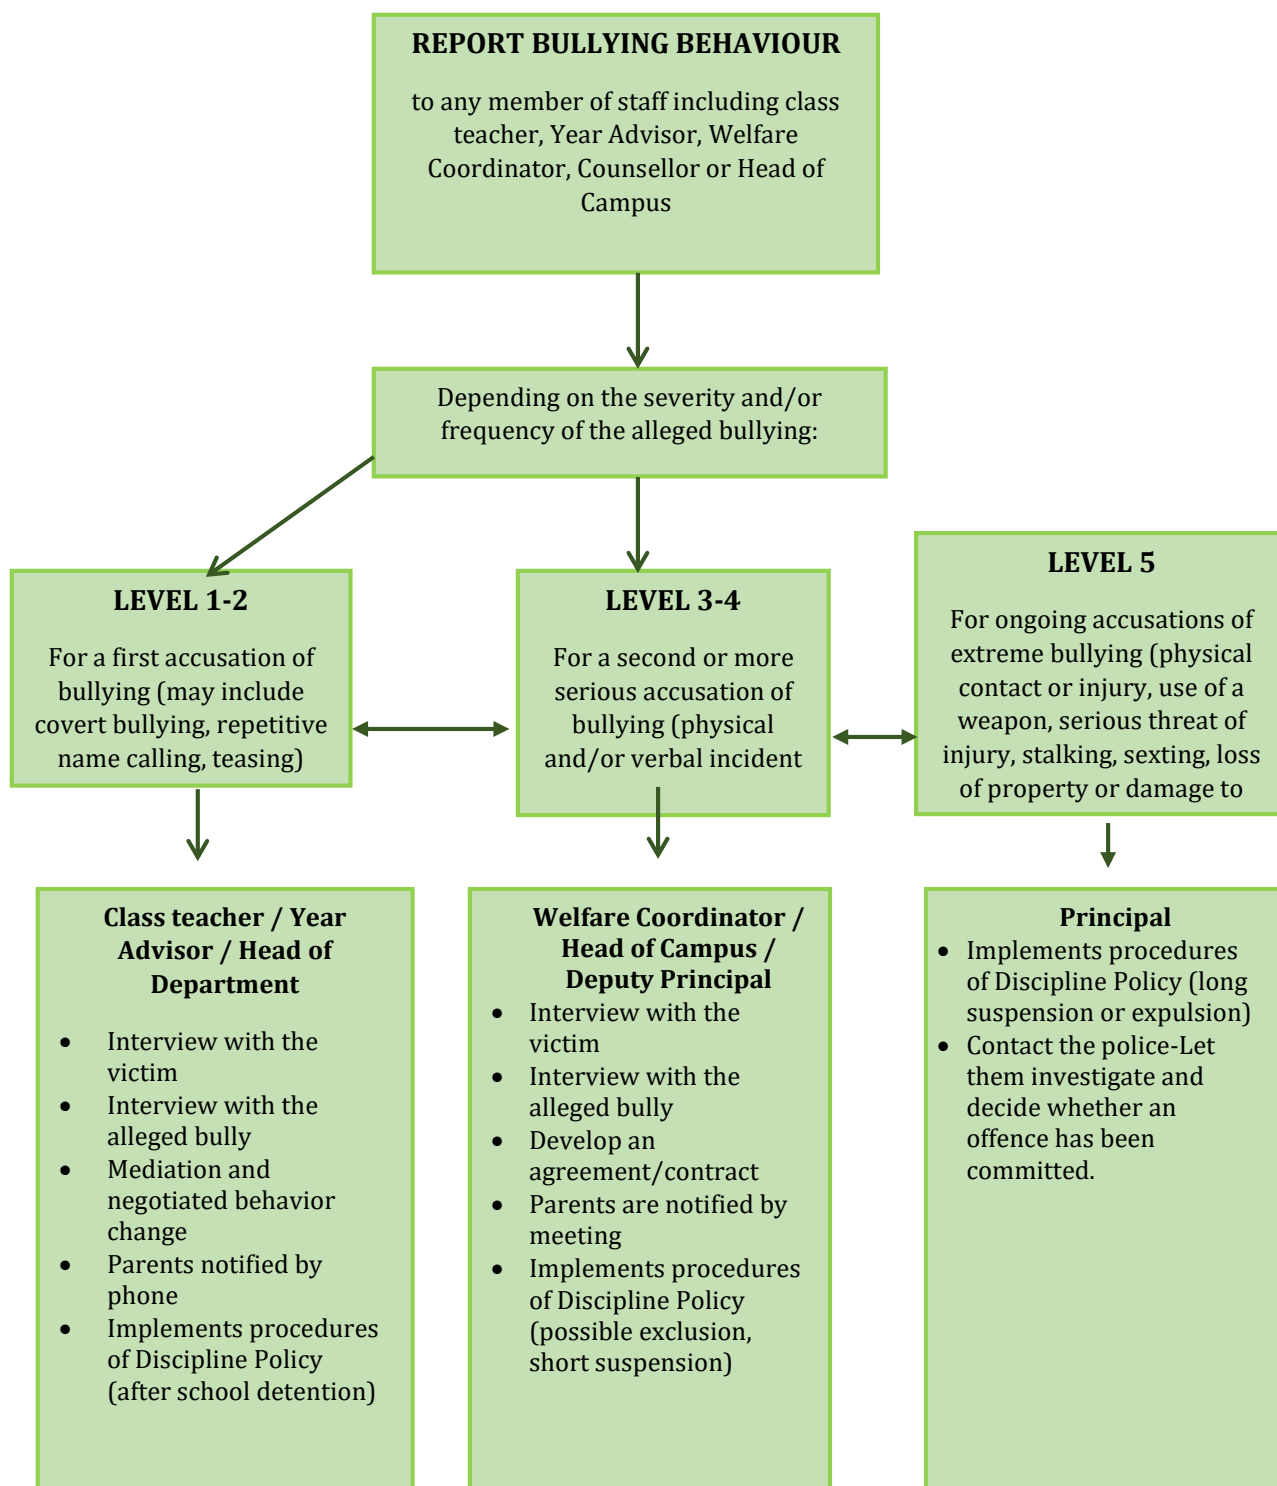 REPORT BULLYING BEHAVIOUR
to any member of staff including class
teacher, Year Advisor, Welfare
Coordinator, Counsellor or Head of
Campus
Depending on the severity and/or
frequency of the alleged bullying:
LEVEL 1-2
For a first accusation of
bullying (may include
covert bullying, repetitive
name calling, teasing)
LEVEL 3-4
For a second or more
serious accusation of
bullying (physical
and/or verbal incident
LEVEL 5
For ongoing accusations of
extreme bullying (physical
contact or injury, use of a
weapon, serious threat of
injury, stalking, sexting, loss
of property or damage to
Class teacher / Year
Advisor / Head of
Department
• Interview with the
victim
• Interview with the
alleged bully
• Mediation and
negotiated behavior
change
• Parents notified by
phone
• Implements procedures
of Discipline Policy
(after school detention)
Welfare Coordinator /
Head of Campus /
Deputy Principal
• Interview with the
victim
• Interview with the
alleged bully
• Develop an
agreement/contract
• Parents are notified by
meeting
• Implements procedures
of Discipline Policy
(possible exclusion,
short suspension)
Principal
• Implements procedures
of Discipline Policy (long
suspension or expulsion)
• Contact the police-Let
them investigate and
decide whether an
offence has been
committed.